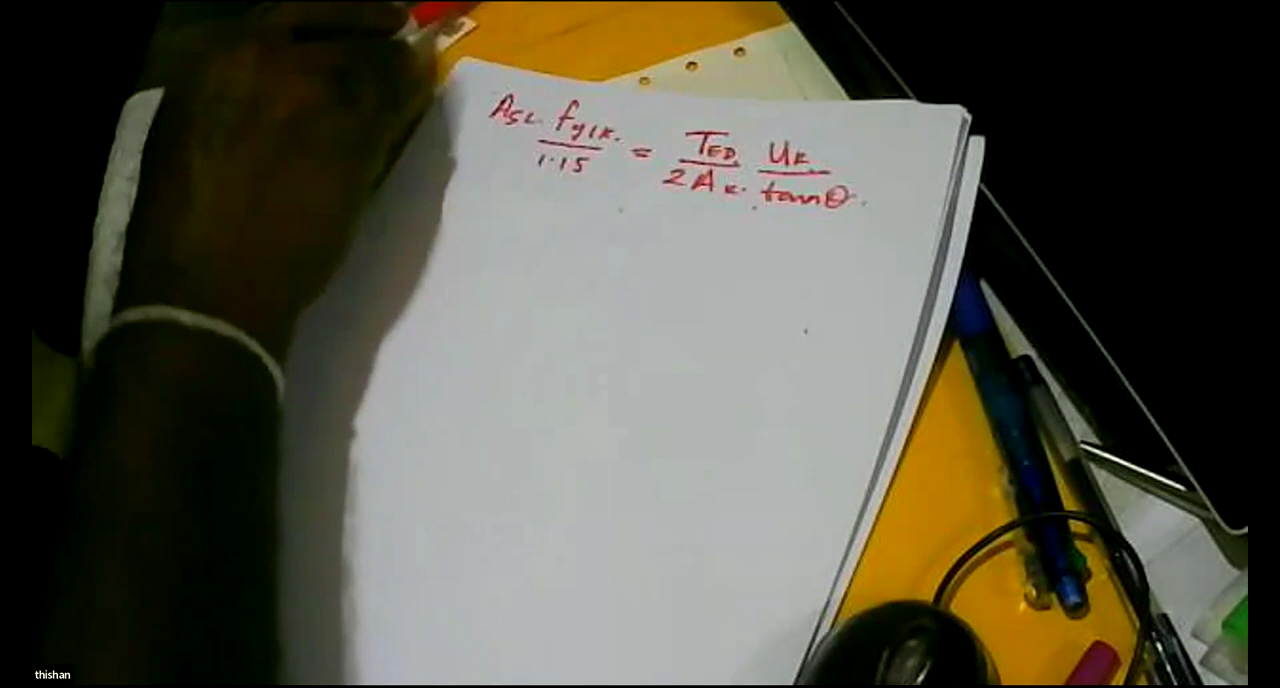 Asl. fylk. / 1.15 = TED. / 2Ak. Uk / tanθ.
thishan